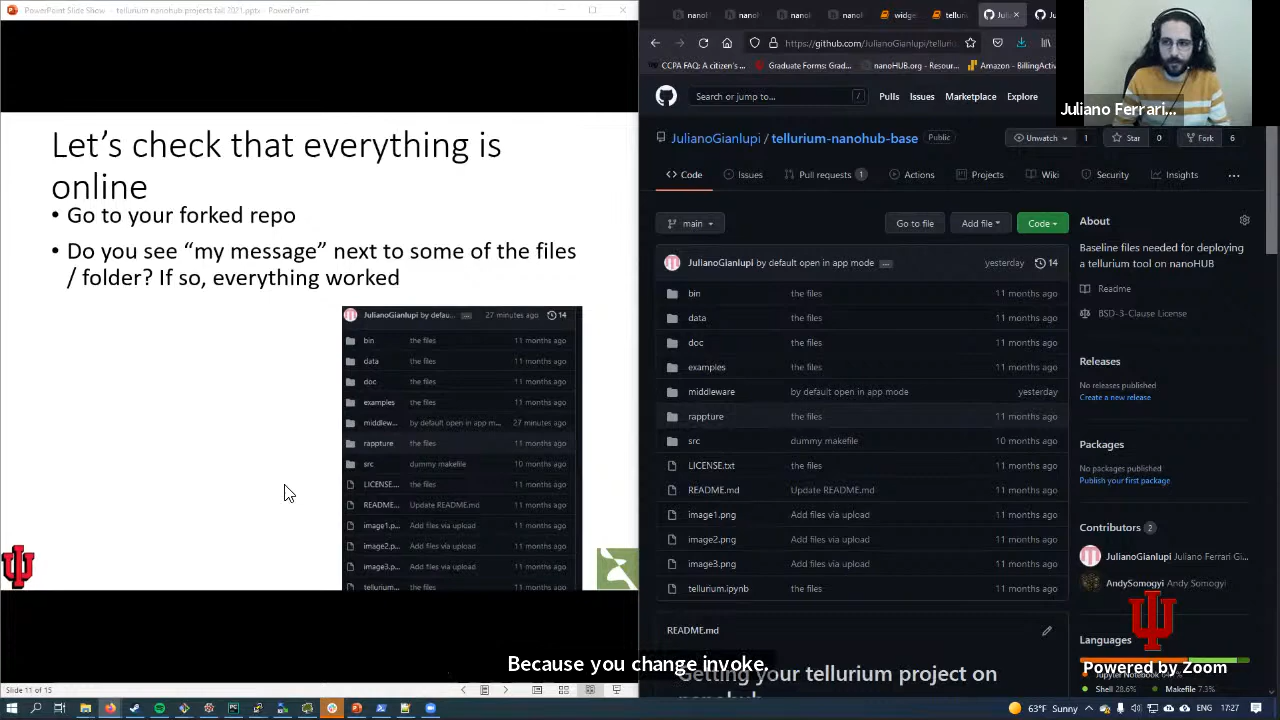 PowerPoint Slide Show - tellurium nanohub projects fall 2021.pptx - PowerPoint
Let's check that everything is
online
• Go to your forked repo
• Do you see “my message” next to some of the files
/ folder? If so, everything worked
JulianoGianlupi by defau... ... 27 minutes ago 14
bin the files 11 months ago
data the files 11 months ago
doc the files 11 months ago
examples the files 11 months ago
middlew... by default open in app m... 27 minutes ago
rappture the files 11 months ago
src dummy makefile 10 months ago
LICENSE... the files 11 months ago
README... Update README.md 11 months ago
image1.p... Add files via upload 11 months ago
image2.p... Add files via upload 11 months ago
image3.p... Add files via upload 11 months ago
tellurium... the files 11 months ago
Slide 11 of 15
nano nano nano nano widge telluri Juli Ju
https://github.com/JulianoGianlupi/telluri
CCPA FAQ: A citizen's ... Graduate Forms: Grad... nanoHUB.org - Resour... Amazon - BillingActiv
Search or jump to... / Pulls Issues Marketplace Explore
Juliano Ferrari...
JulianoGianlupi / tellurium-nanohub-base Public Unwatch 1 Star 0 Fork 6
Code Issues Pull requests 1 Actions Projects Wiki Security Insights ...
main Go to file Add file Code
JulianoGianlupi by default open in app mode ... yesterday 14
bin the files 11 months ago
data the files 11 months ago
doc the files 11 months ago
examples the files 11 months ago
middleware by default open in app mode yesterday
rappture the files 11 months ago
src dummy makefile 10 months ago
LICENSE.txt the files 11 months ago
README.md Update README.md 11 months ago
image1.png Add files via upload 11 months ago
image2.png Add files via upload 11 months ago
image3.png Add files via upload 11 months ago
tellurium.ipynb the files 11 months ago
README.md
Setting your tellurium project on
About
Baseline files needed for deploying
a tellurium tool on nanoHUB
Readme
BSD-3-Clause License
Releases
No releases published
Create a new release
Packages
No packages published
Publish your first package
Contributors 2
JulianoGianlupi Juliano Ferrari Gi...
AndySomogyi Andy Somogyi
Languages
Jupyter Notebook
Shell 28.6% Makefile 7.3%
Powered by Zoom
Because you change invoke.
63°F Sunny 17:27